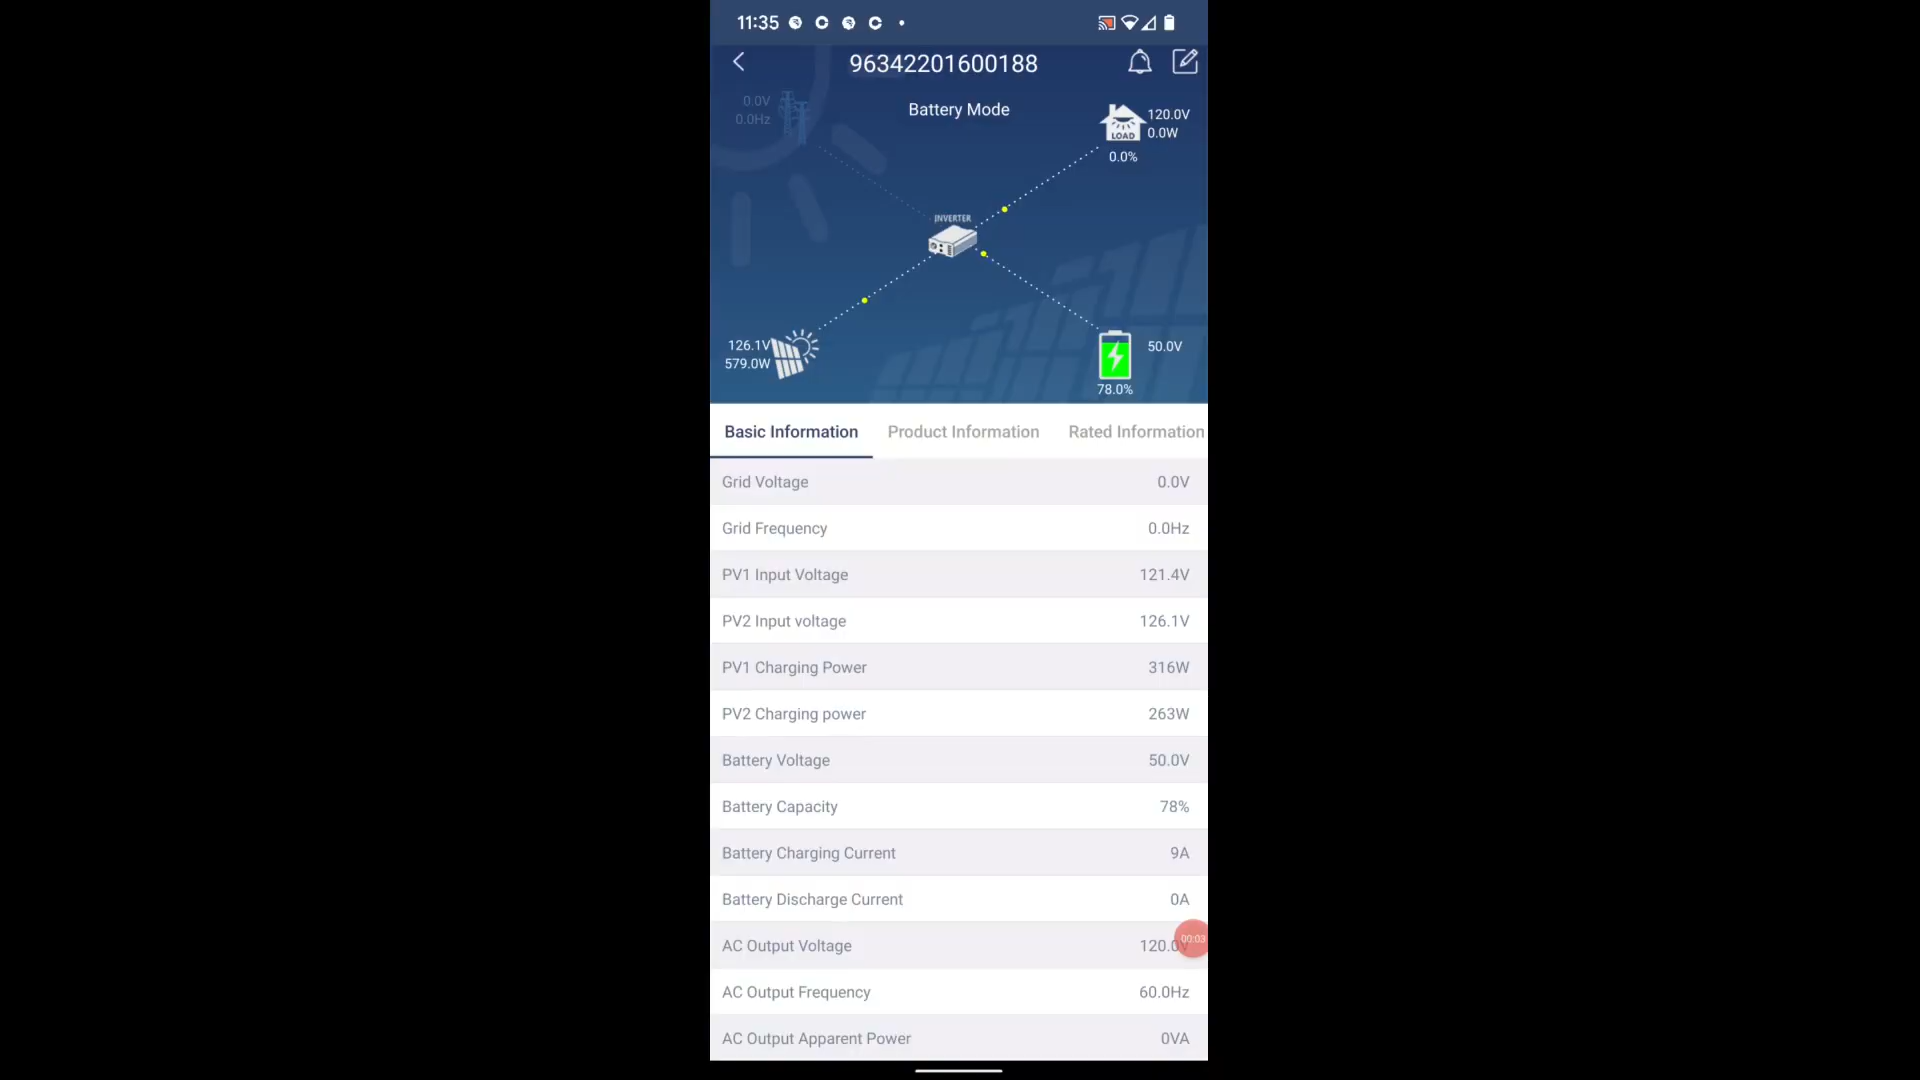 11:35
96342201600188
0.0V
0.0Hz
Battery Mode
120.0V
0.0W
LOAD
0.0%
INVERTER
126.1V
579.0W
50.0V
78.0%
Basic Information Product Information Rated Information
Grid Voltage 0.0V
Grid Frequency 0.0Hz
PV1 Input Voltage 121.4V
PV2 Input voltage 126.1V
PV1 Charging Power 316W
PV2 Charging power 263W
Battery Voltage 50.0V
Battery Capacity 78%
Battery Charging Current 9A
Battery Discharge Current 0A
00:03
AC Output Voltage 120.0V
AC Output Frequency 60.0Hz
AC Output Apparent Power 0VA